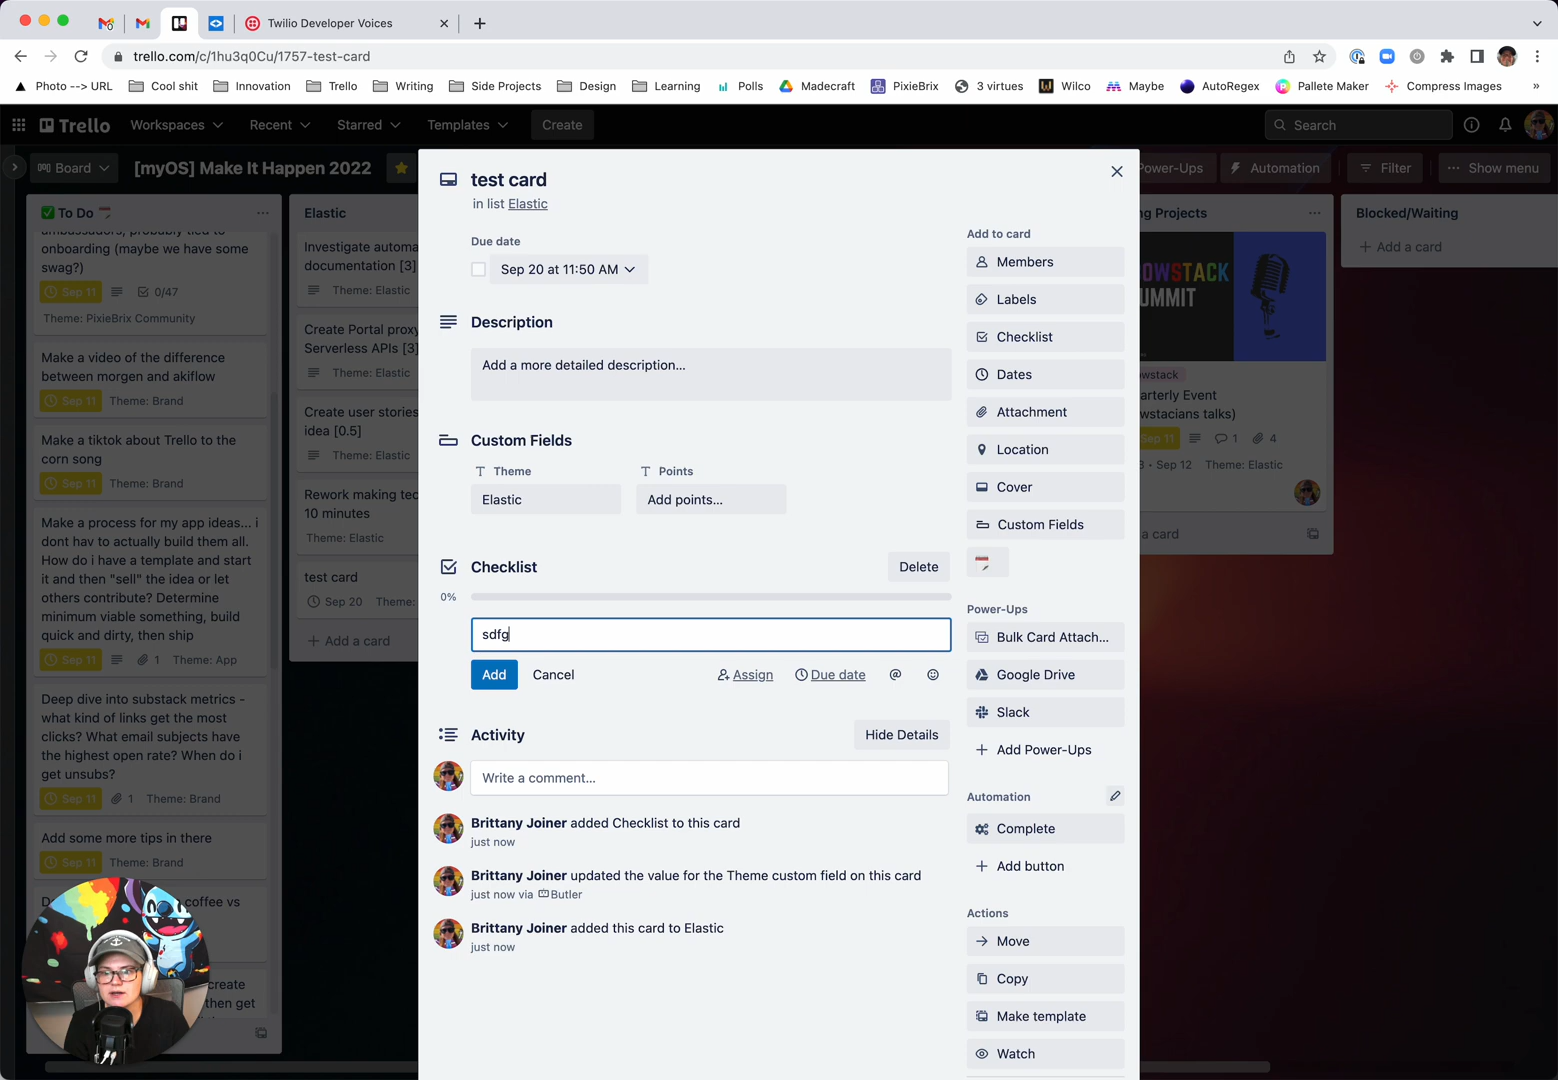 Twilio Developer Voices
trello.com/c/1hu3q0Cu/1757-test-card
Photo --> URL
Cool shit
Innovation
Trello
Writing
Side Projects
Design
Learning
Polls
Madecraft
PixieBrix
3 virtues
Wilco
Maybe
AutoRegex
Pallete Maker
Compress Images
»
Trello
Workspaces
Recent
Starred
Templates
Create
Search
Board
[myOS] Make It Happen 2022
Power-Ups
Automation
Filter
Show menu
To Do
ambassadors, probably tied to
onboarding (maybe we have some
swag?)
Sep 11
0/47
Theme: PixieBrix Community
Make a video of the difference
between morgen and akiflow
Sep 11
Theme: Brand
Make a tiktok about Trello to the
corn song
Sep 11
Theme: Brand
Make a process for my app ideas... i
dont hav to actually build them all.
How do i have a template and start
it and then "sell" the idea or let
others contribute? Determine
minimum viable something, build
quick and dirty, then ship
Sep 11
1
Theme: App
Deep dive into substack metrics -
what kind of links get the most
clicks? What email subjects have
the highest open rate? When do i
get unsubs?
Sep 11
1
Theme: Brand
Add some more tips in there
Sep 11
Theme: Brand
coffee vs
create
then get
Elastic
Investigate automa
documentation [3]
Theme: Elastic
Create Portal proxy
Serverless APIs [3]
Theme: Elastic
Create user stories
idea [0.5]
Theme: Elastic
Rework making tec
10 minutes
Theme: Elastic
test card
Sep 20
Theme:
+ Add a card
test card
in list Elastic
Due date
Sep 20 at 11:50 AM
Description
Add a more detailed description...
Custom Fields
Theme
Points
Elastic
Add points...
Checklist
Delete
0%
sdfg
Add
Cancel
Assign
Due date
@
Activity
Hide Details
Write a comment...
Brittany Joiner added Checklist to this card
just now
Brittany Joiner updated the value for the Theme custom field on this card
just now via Butler
Brittany Joiner added this card to Elastic
just now
Add to card
Members
Labels
Checklist
Dates
Attachment
Location
Cover
Custom Fields
Power-Ups
Bulk Card Attach...
Google Drive
Slack
+ Add Power-Ups
Automation
Complete
+ Add button
Actions
Move
Copy
Make template
Watch
g Projects
OWSTACK
UMMIT
wstack
arterly Event
wstacians talks)
Sep 11
1
4
Sep 12
Theme: Elastic
a card
Blocked/Waiting
+ Add a card